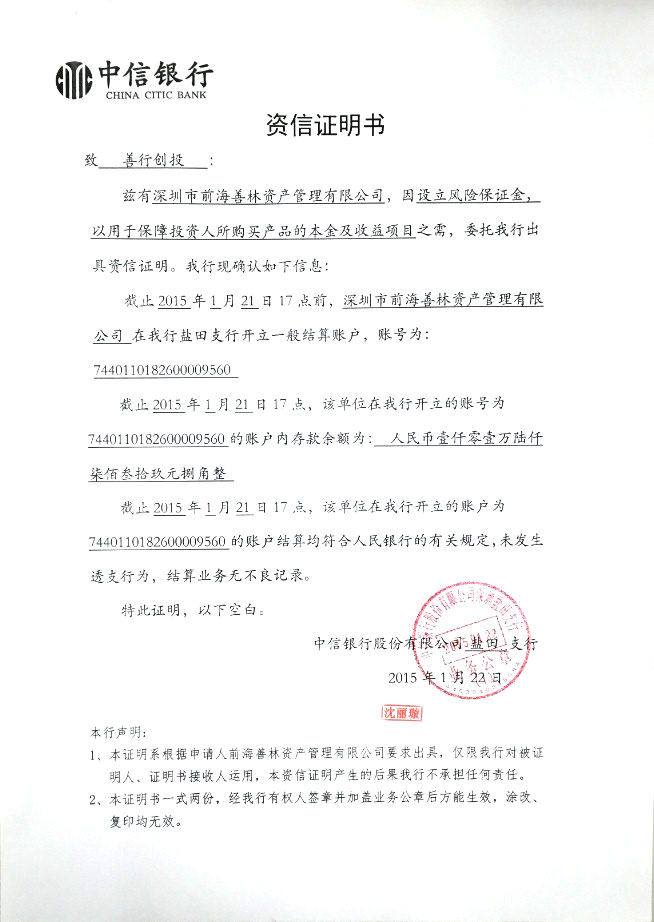 中信银行
CHINA CITIC BANK
资信证明书
致 善行创投 :
兹有深圳市前海善林资产管理有限公司，因设立风险保证金，
以用于保障投资人所购买产品的本金及收益项目之需，委托我行出
具资信证明。我行现确认如下信息：
截止 2015 年 1 月 21 日 17 点前，深圳市前海善林资产管理有限
公司 在我行盐田支行开立一般结算账户，账号为：
7440110182600009560
截止 2015 年 1 月 21 日 17 点，该单位在我行开立的账号为
7440110182600009560 的账户内存款余额为： 人民币壹仟零壹万陆仟
柒佰叁拾玖元捌角整
截止 2015 年 1 月 21 日 17 点，该单位在我行开立的账户为
7440110182600009560 的账户结算均符合人民银行的有关规定，未发生
透支行为，结算业务无不良记录。
特此证明，以下空白。
中信银行股份有限公司 盐田 支行
2015 年 1 月 22 日
2015.01.22
业务公章
沈丽璇
本行声明：
1、本证明系根据申请人前海善林资产管理有限公司要求出具，仅限我行对被证
明人、证明书接收人运用，本资信证明产生的后果我行不承担任何责任。
2、本证明书一式两份，经我行有权人签章并加盖业务公章后方能生效，涂改、
复印均无效。